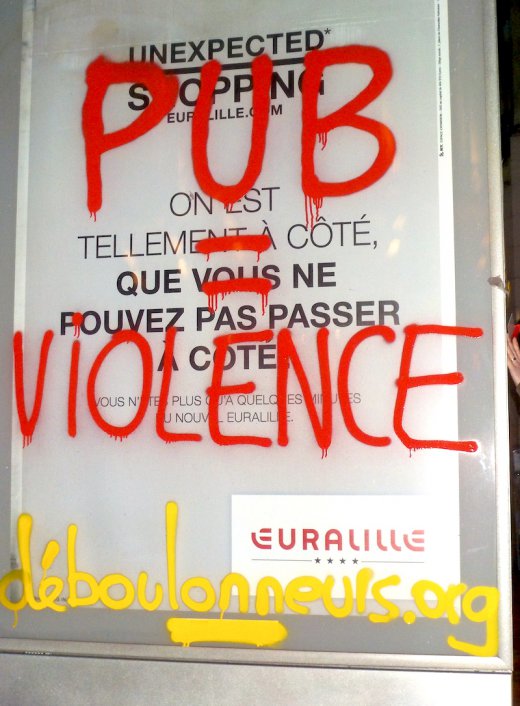 UNEXPECTED*
SHOPPING
EURALILLE.COM
PUB
ON EST
TELLEMENT À CÔTÉ,
=
QUE VOUS NE
POUVEZ PAS PASSER
À CÔTÉ.
VIOLENCE
VOUS N'ÊTES PLUS QU'À QUELQUES MINUTES
DU NOUVEL EURALILLE.
EURALILLE
★★★★
déboulonneurs.org